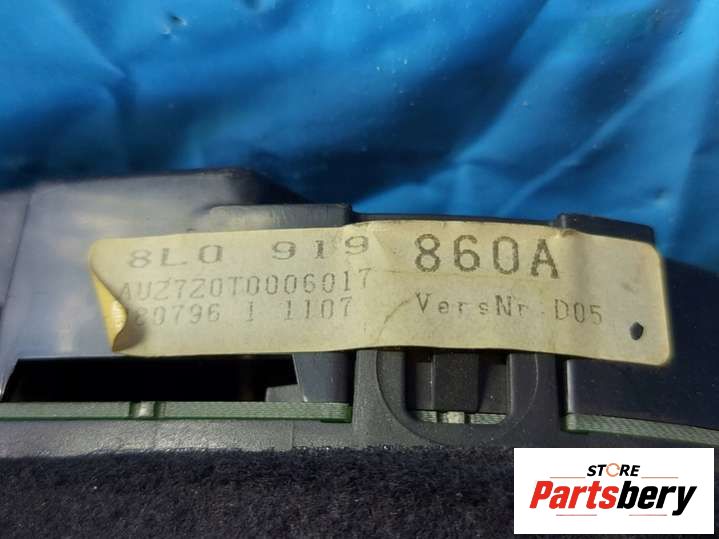 8L0 919 860A
AUZ7Z0T0006017
280796 1 1107 VersNr. D05
STORE
Partsbery